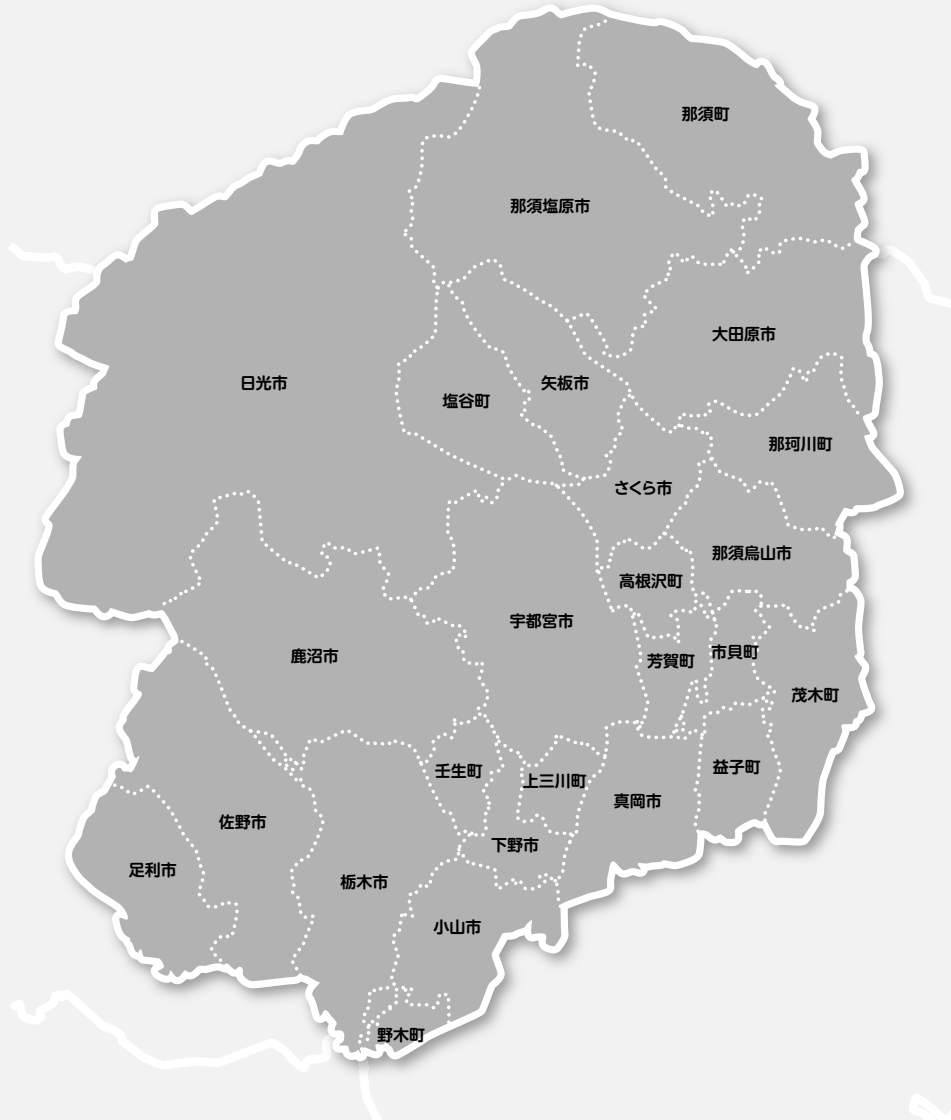 那須町
那須塩原市
大田原市
日光市
矢板市
塩谷町
那珂川町
さくら市
那須烏山市
高根沢町
宇都宮市
鹿沼市
芳賀町
市貝町
茂木町
壬生町
上三川町
益子町
真岡市
佐野市
下野市
足利市
栃木市
小山市
野木町